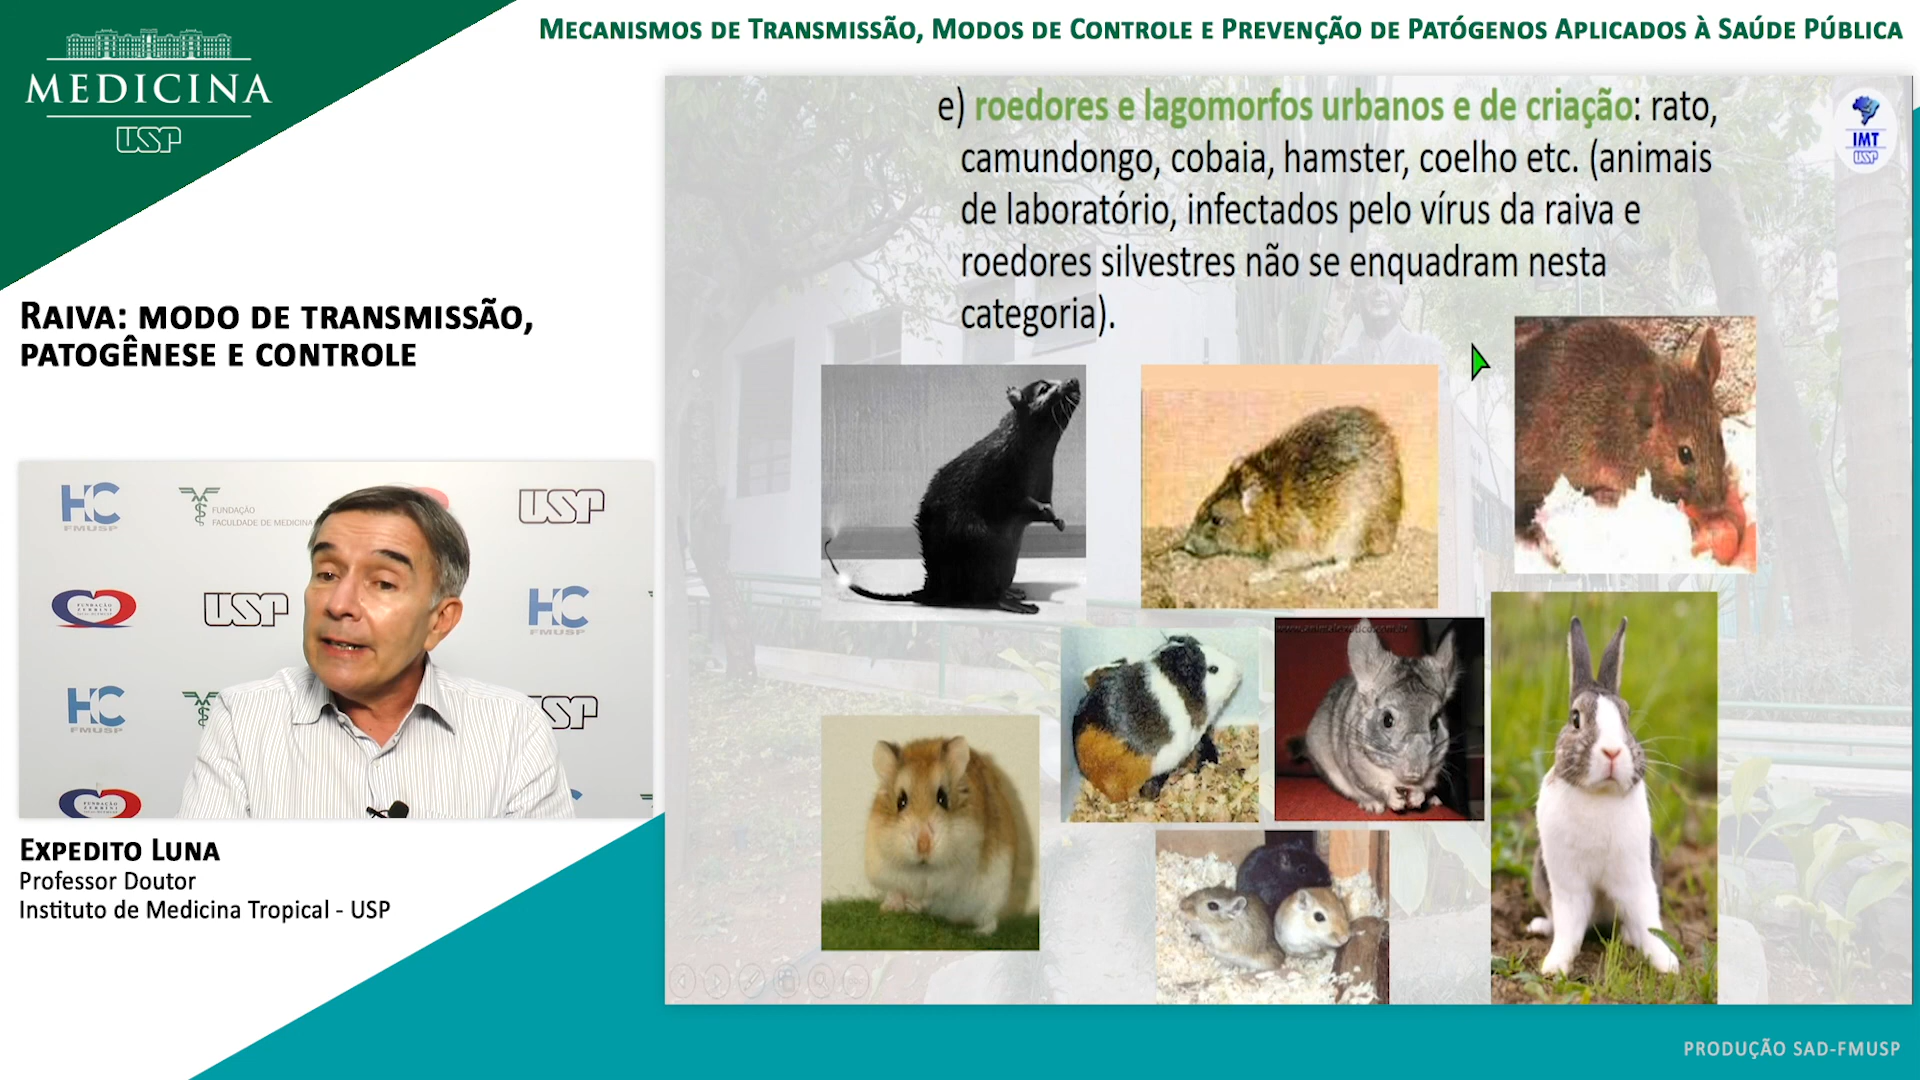 MEDICINA
USP
MECANISMOS DE TRANSMISSÃO, MODOS DE CONTROLE E PREVENÇÃO DE PATÓGENOS APLICADOS À SAÚDE PÚBLICA
e) roedores e lagomorfos urbanos e de criação: rato,
camundongo, cobaia, hamster, coelho etc. (animais
de laboratório, infectados pelo vírus da raiva e
roedores silvestres não se enquadram nesta
categoria).
IMT
USP
RAIVA: MODO DE TRANSMISSÃO,
PATOGÊNESE E CONTROLE
HC
FMUSP
FUNDAÇÃO
FACULDADE DE MEDICINA
USP
FUNDAÇÃO
ZERBINI
USP
HC
FMUSP
HC
FMUSP
USP
FUNDAÇÃO
ZERBINI
EXPEDITO LUNA
Professor Doutor
Instituto de Medicina Tropical - USP
PRODUÇÃO SAD-FMUSP